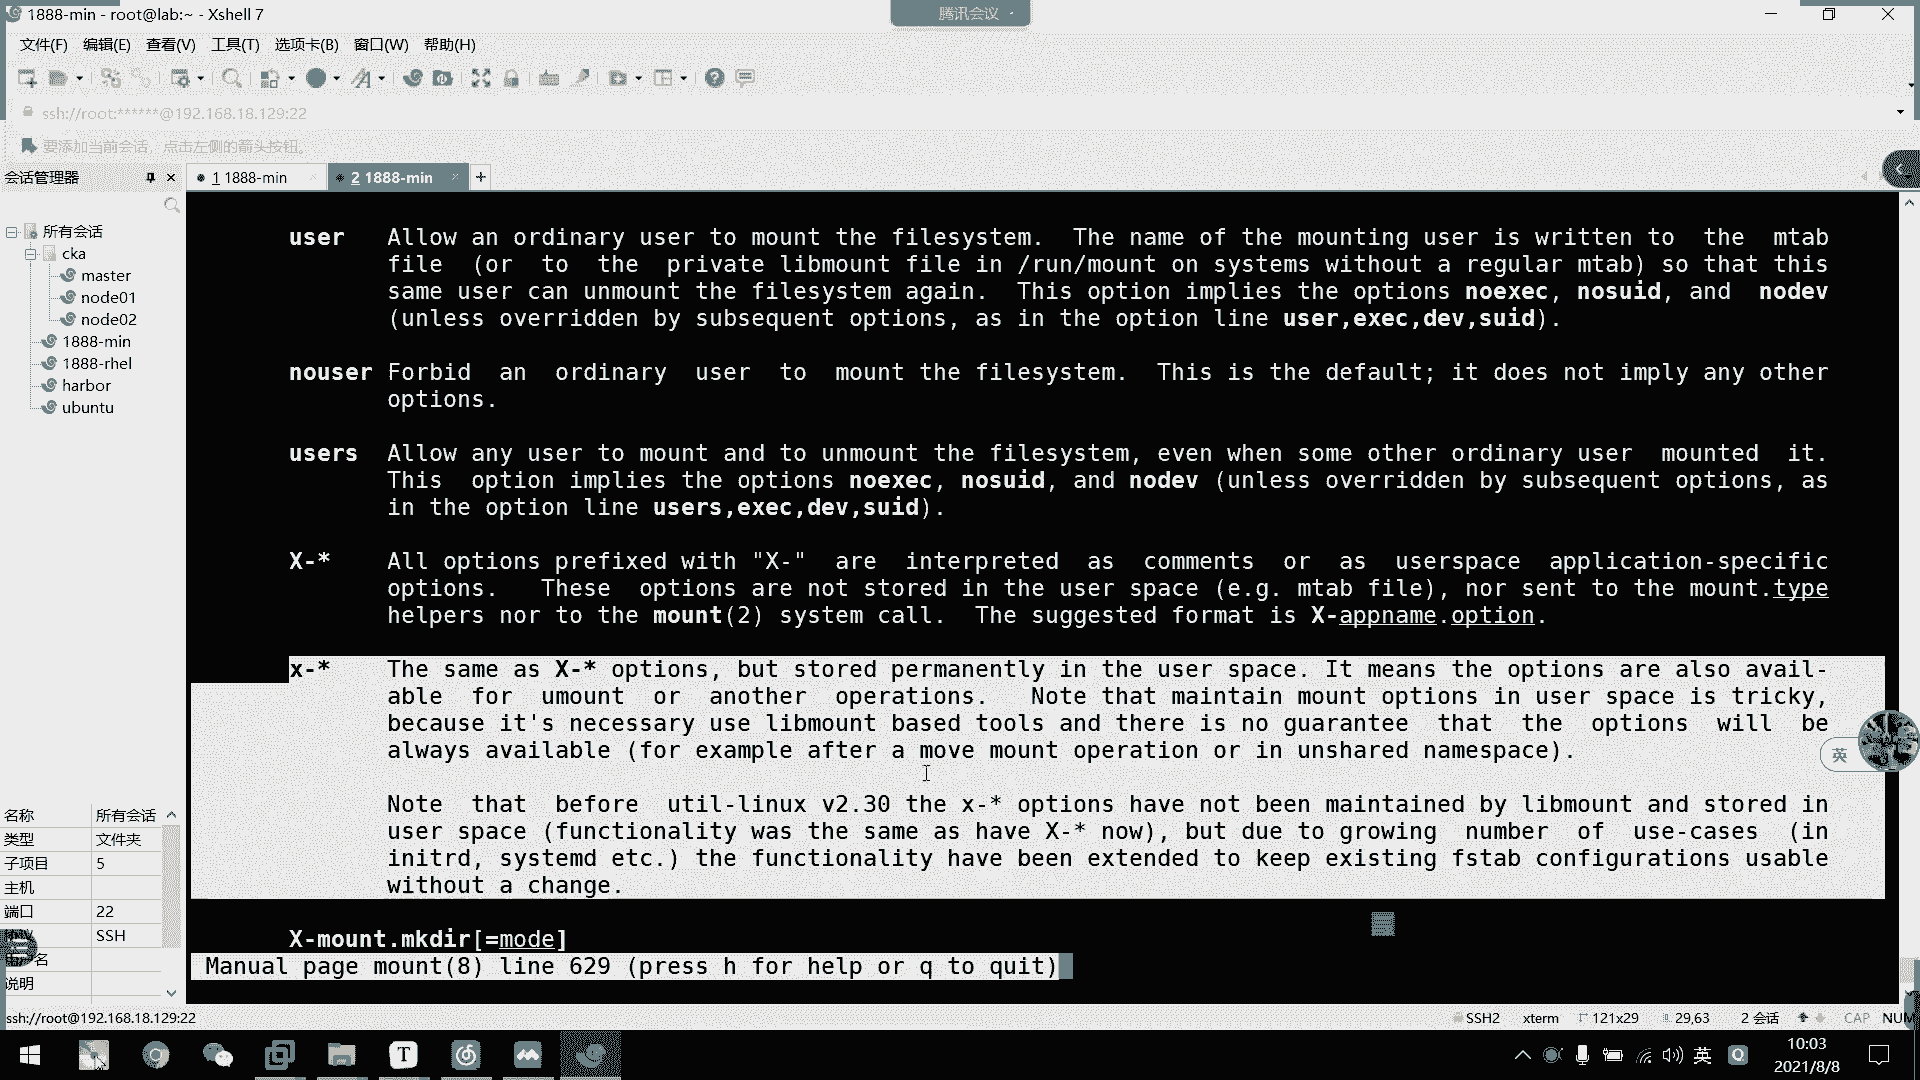 1888-min - root@lab:~ - Xshell 7
腾讯会议
文件(F) 编辑(E) 查看(V) 工具(T) 选项卡(B) 窗口(W) 帮助(H)
ssh://root:******@192.168.18.129:22
要添加当前会话，点击左侧的箭头按钮。
会话管理器
1 1888-min
2 1888-min
所有会话
cka
master
node01
node02
1888-min
1888-rhel
harbor
ubuntu
user Allow an ordinary user to mount the filesystem. The name of the mounting user is written to the mtab
file (or to the private libmount file in /run/mount on systems without a regular mtab) so that this
same user can unmount the filesystem again. This option implies the options noexec, nosuid, and nodev
(unless overridden by subsequent options, as in the option line user,exec,dev,suid).
nouser Forbid an ordinary user to mount the filesystem. This is the default; it does not imply any other
options.
users Allow any user to mount and to unmount the filesystem, even when some other ordinary user mounted it.
This option implies the options noexec, nosuid, and nodev (unless overridden by subsequent options, as
in the option line users,exec,dev,suid).
X-* All options prefixed with "X-" are interpreted as comments or as userspace application-specific
options. These options are not stored in the user space (e.g. mtab file), nor sent to the mount.type
helpers nor to the mount(2) system call. The suggested format is X-appname.option.
x-* The same as X-* options, but stored permanently in the user space. It means the options are also avail-
able for umount or another operations. Note that maintain mount options in user space is tricky,
because it's necessary use libmount based tools and there is no guarantee that the options will be
always available (for example after a move mount operation or in unshared namespace).
Note that before util-linux v2.30 the x-* options have not been maintained by libmount and stored in
user space (functionality was the same as have X-* now), but due to growing number of use-cases (in
initrd, systemd etc.) the functionality have been extended to keep existing fstab configurations usable
without a change.
X-mount.mkdir[=mode]
Manual page mount(8) line 629 (press h for help or q to quit)
名称 所有会话
类型 文件夹
子项目 5
主机
端口 22
SSH
说明
英
ssh://root@192.168.18.129:22
SSH2 xterm 121x29 29,63 2 会话 CAP NUM
英
10:03
2021/8/8